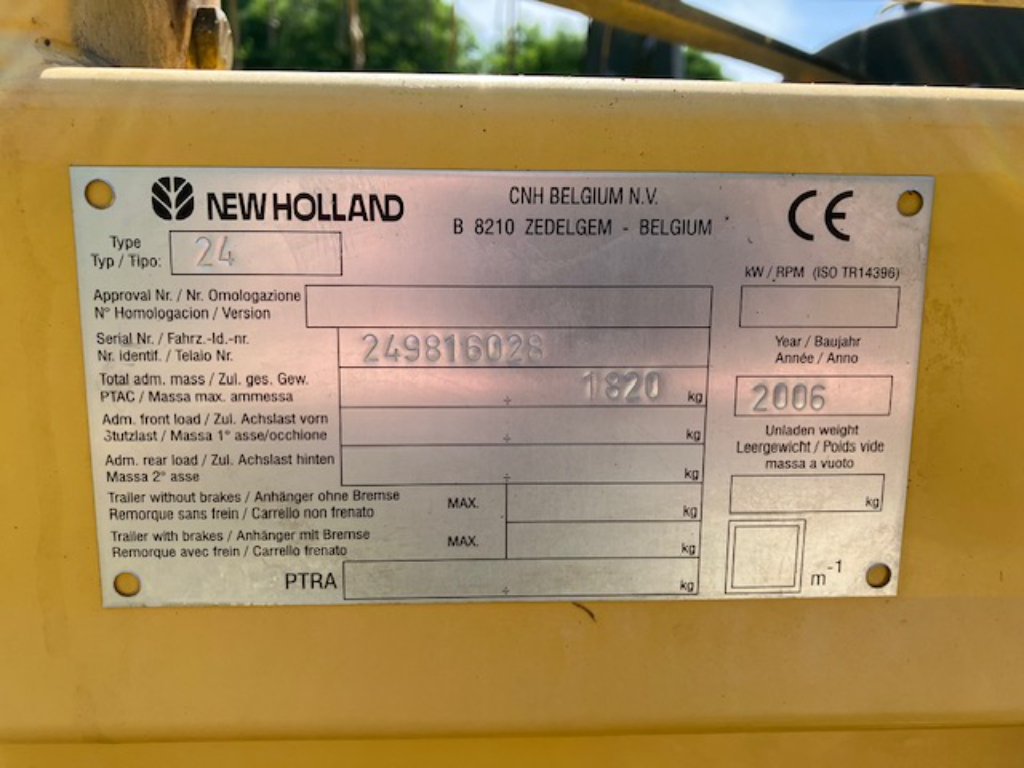 NEW HOLLAND
CNH BELGIUM N.V.
B 8210 ZEDELGEM - BELGIUM
CE
Type
Typ / Tipo:
24
kW / RPM (ISO TR14396)
Approval Nr. / Nr. Omologazione
N° Homologacion / Version
Serial Nr. / Fahrz.-Id.-nr.
Nr. identif. / Telaio Nr.
249816028
Year / Baujahr
Année / Anno
2006
Total adm. mass / Zul. ges. Gew.
PTAC / Massa max. ammessa
÷ 1820 kg
Adm. front load / Zul. Achslast vorn
Stutzlast / Massa 1° asse/occhione
÷ kg
Unladen weight
Leergewicht / Poids vide
massa a vuoto
kg
Adm. rear load / Zul. Achslast hinten
Massa 2° asse
÷ kg
Trailer without brakes / Anhänger ohne Bremse
Remorque sans frein / Carrello non frenato
MAX.
kg
Trailer with brakes / Anhänger mit Bremse
Remorque avec frein / Carrello frenato
MAX.
kg
PTRA
÷ kg
m-1